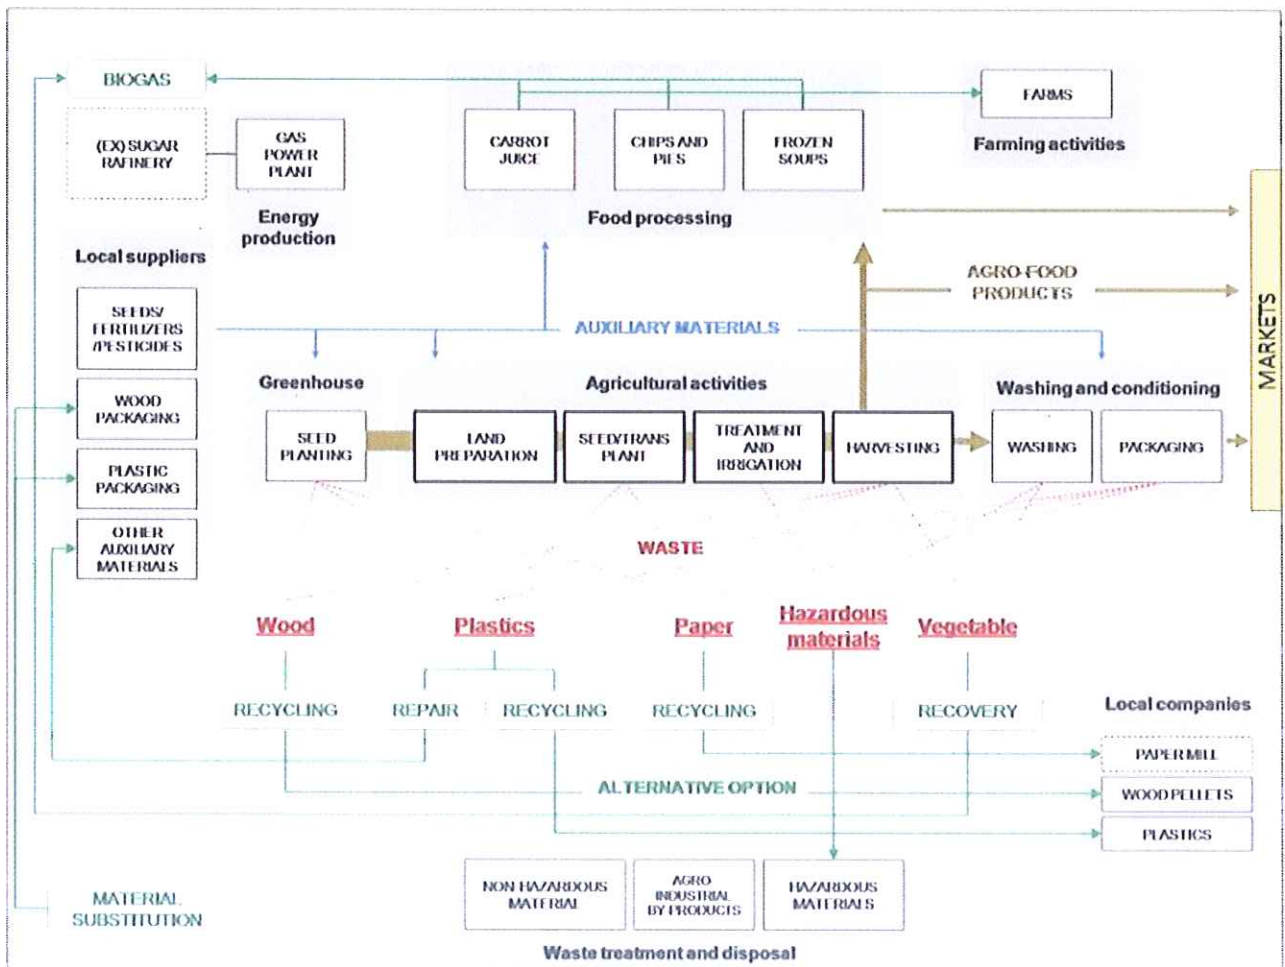 BIOGAS
(EX) SUGAR
RAFINERY
GAS
POWER
PLANT
Energy
production
CARROT
JUICE
CHIPS AND
PIES
FROZEN
SOUPS
Food processing
FARMS
Farming activities
Local suppliers
SEEDS/
FERTILIZERS
/PESTICIDES
WOOD
PACKAGING
PLASTIC
PACKAGING
OTHER
AUXILIARY
MATERIALS
AUXILIARY MATERIALS
AGRO-FOOD
PRODUCTS
MARKETS
Greenhouse
SEED
PLANTING
Agricultural activities
LAND
PREPARATION
SEED/TRANS
PLANT
TREATMENT
AND
IRRIGATION
HARVESTING
Washing and conditioning
WASHING
PACKAGING
WASTE
Wood
Plastics
Paper
Hazardous
materials
Vegetable
RECYCLING
REPAIR
RECYCLING
RECYCLING
RECOVERY
Local companies
PAPER MILL
WOOD PELLETS
PLASTICS
ALTERNATIVE OPTION
MATERIAL
SUBSTITUTION
NON HAZARDOUS
MATERIAL
AGRO
INDUSTRIAL
BY PRODUCTS
HAZARDOUS
MATERIALS
Waste treatment and disposal